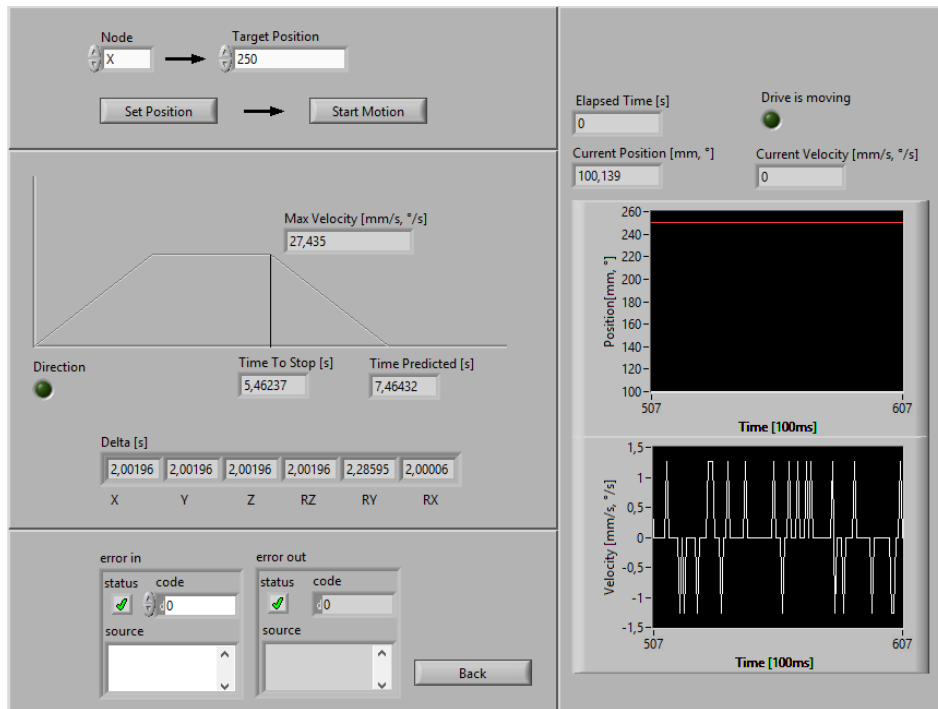 Node
Target Position
X
250
Set Position
Start Motion
Max Velocity [mm/s, °/s]
27,435
Direction
Time To Stop [s]
Time Predicted [s]
5,46237
7,46432
Delta [s]
2,00196 2,00196 2,00196 2,00196 2,28595 2,00006
X Y Z RZ RY RX
error in
error out
status code
status code
d0
d0
source
source
Back
Elapsed Time [s]
Drive is moving
0
Current Position [mm, °]
Current Velocity [mm/s, °/s]
100,139
0
Position[mm, °]
260
240
220
200
180
160
140
120
100
507
607
Time [100ms]
Velocity [mm/s, °/s]
1,5
1
0,5
0
-0,5
-1
-1,5
507
607
Time [100ms]